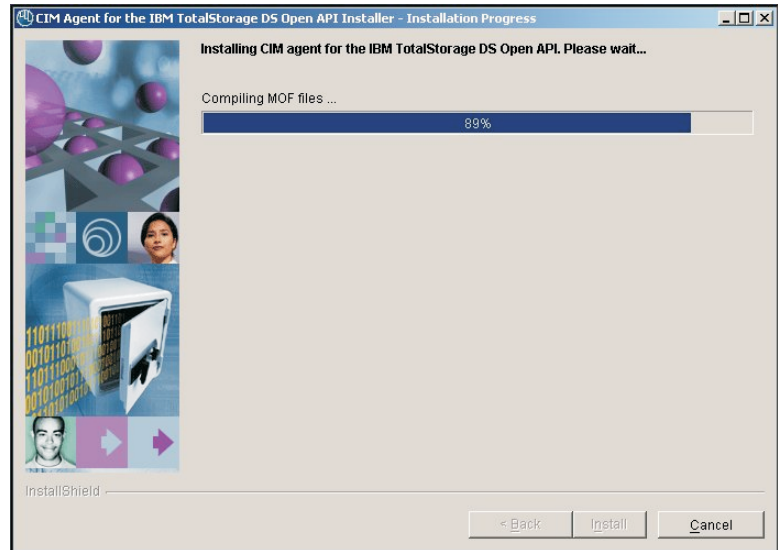 CIM Agent for the IBM TotalStorage DS Open API Installer - Installation Progress
Installing CIM agent for the IBM TotalStorage DS Open API. Please wait...
Compiling MOF files ...
89%
InstallShield
< Back
Install
Cancel